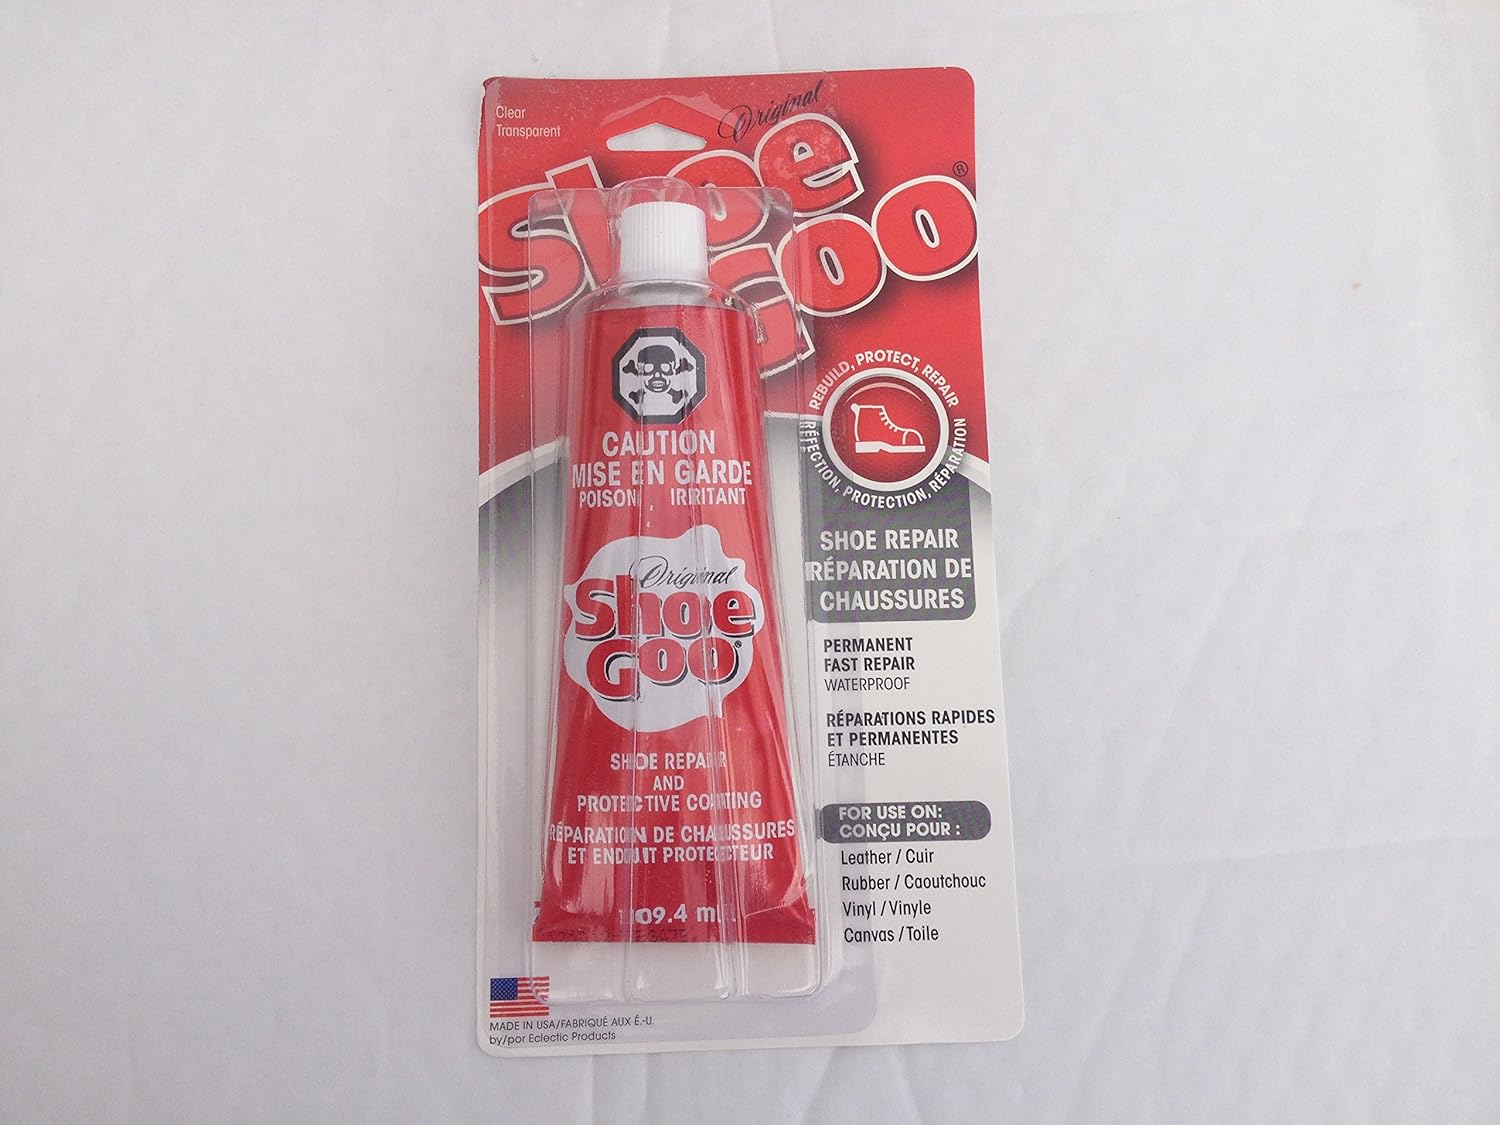 Clear
Transparent
Original
Shoe
Goo®
REBUILD, PROTECT, REPAIR
RÉFECTION, PROTECTION, RÉPARATION
SHOE REPAIR
RÉPARATION DE
CHAUSSURES
PERMANENT
FAST REPAIR
WATERPROOF
RÉPARATIONS RAPIDES
ET PERMANENTES
ÉTANCHE
FOR USE ON:
CONÇU POUR :
Leather / Cuir
Rubber / Caoutchouc
Vinyl / Vinyle
Canvas / Toile
CAUTION
MISE EN GARDE
POISON IRRITANT
Original
Shoe
Goo®
SHOE REPAIR
AND
PROTECTIVE COATING
RÉPARATION DE CHAUSSURES
ET ENDUIT PROTECTEUR
109.4 mL
MADE IN USA/FABRIQUÉ AUX É.-U.
by/por Eclectic Products